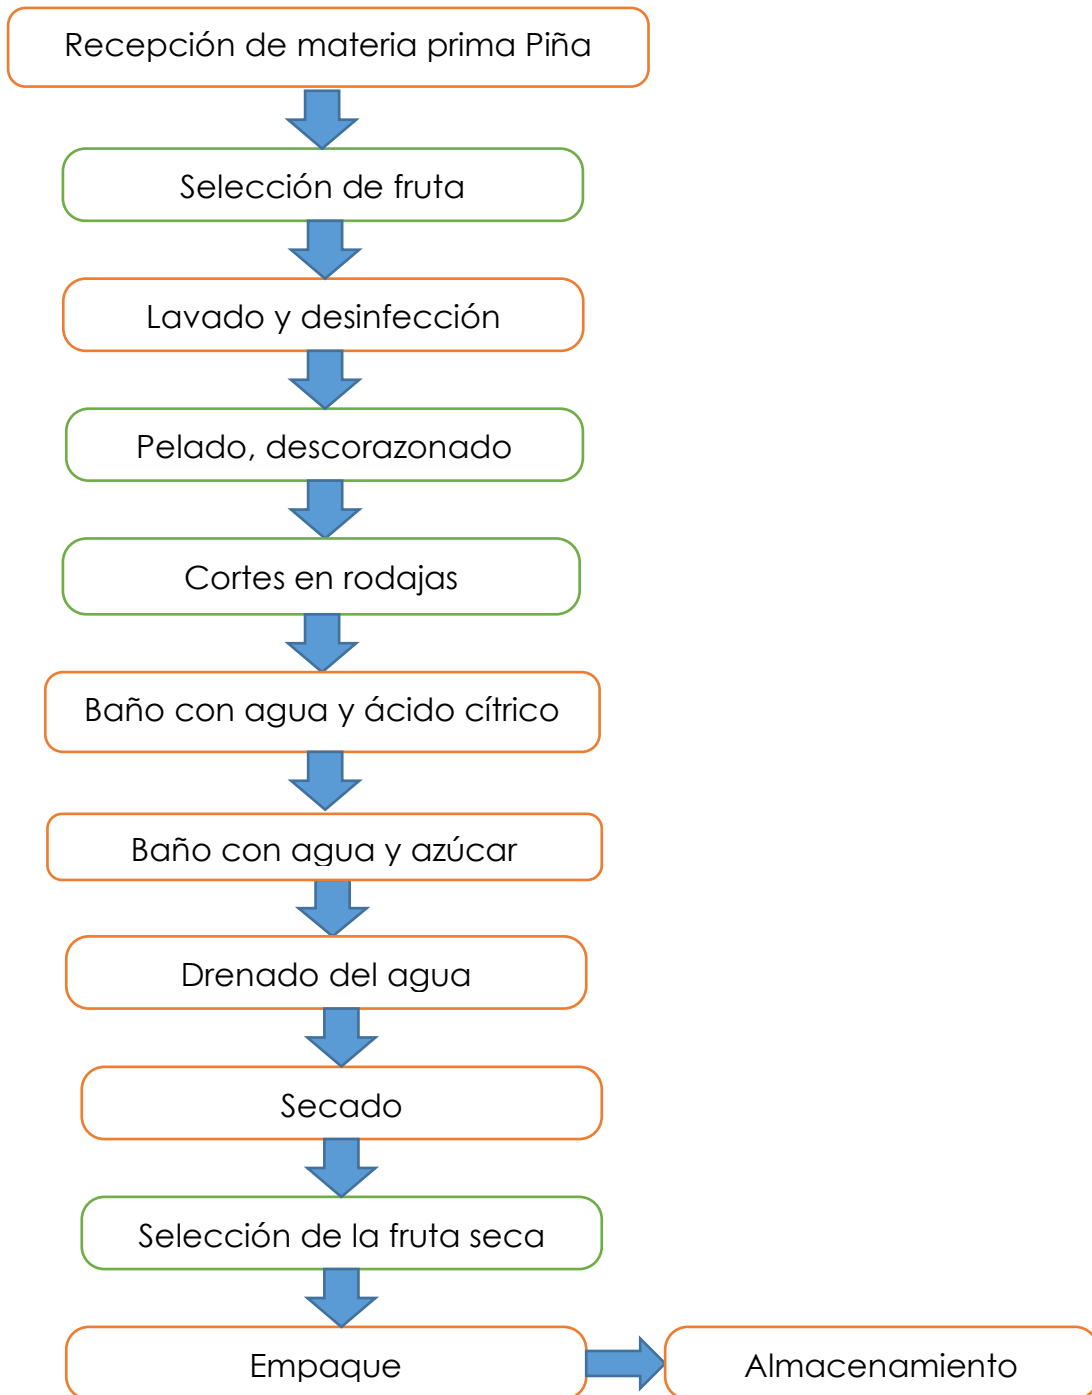 Recepción de materia prima Piña
Selección de fruta
Lavado y desinfección
Pelado, descorazonado
Cortes en rodajas
Baño con agua y ácido cítrico
Baño con agua y azúcar
Drenado del agua
Secado
Selección de la fruta seca
Empaque
Almacenamiento